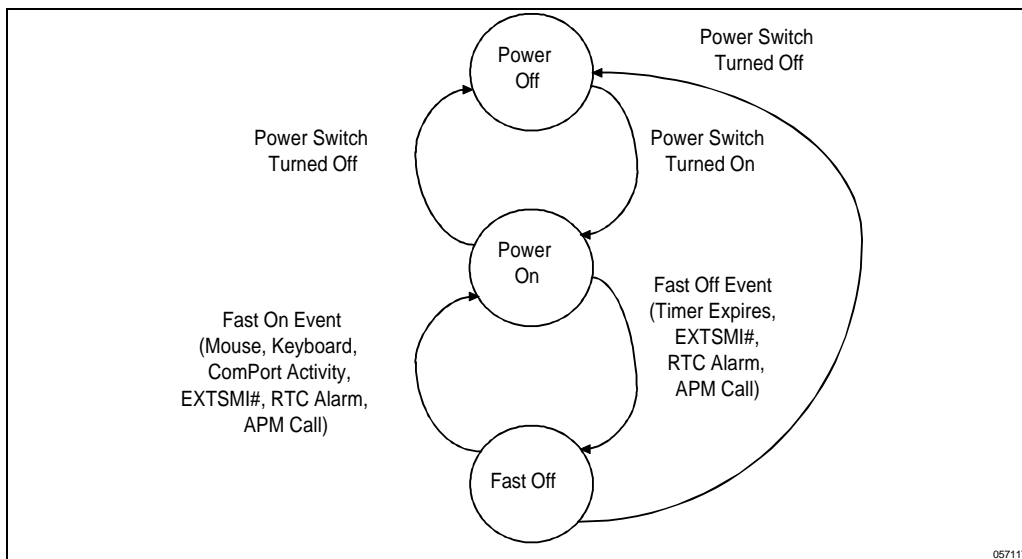 Power
Off
Power Switch
Turned Off
Power Switch
Turned Off
Power Switch
Turned On
Power
On
Fast On Event
(Mouse, Keyboard,
ComPort Activity,
EXTSMI#, RTC Alarm,
APM Call)
Fast Off Event
(Timer Expires,
EXTSMI#,
RTC Alarm,
APM Call)
Fast Off
05711